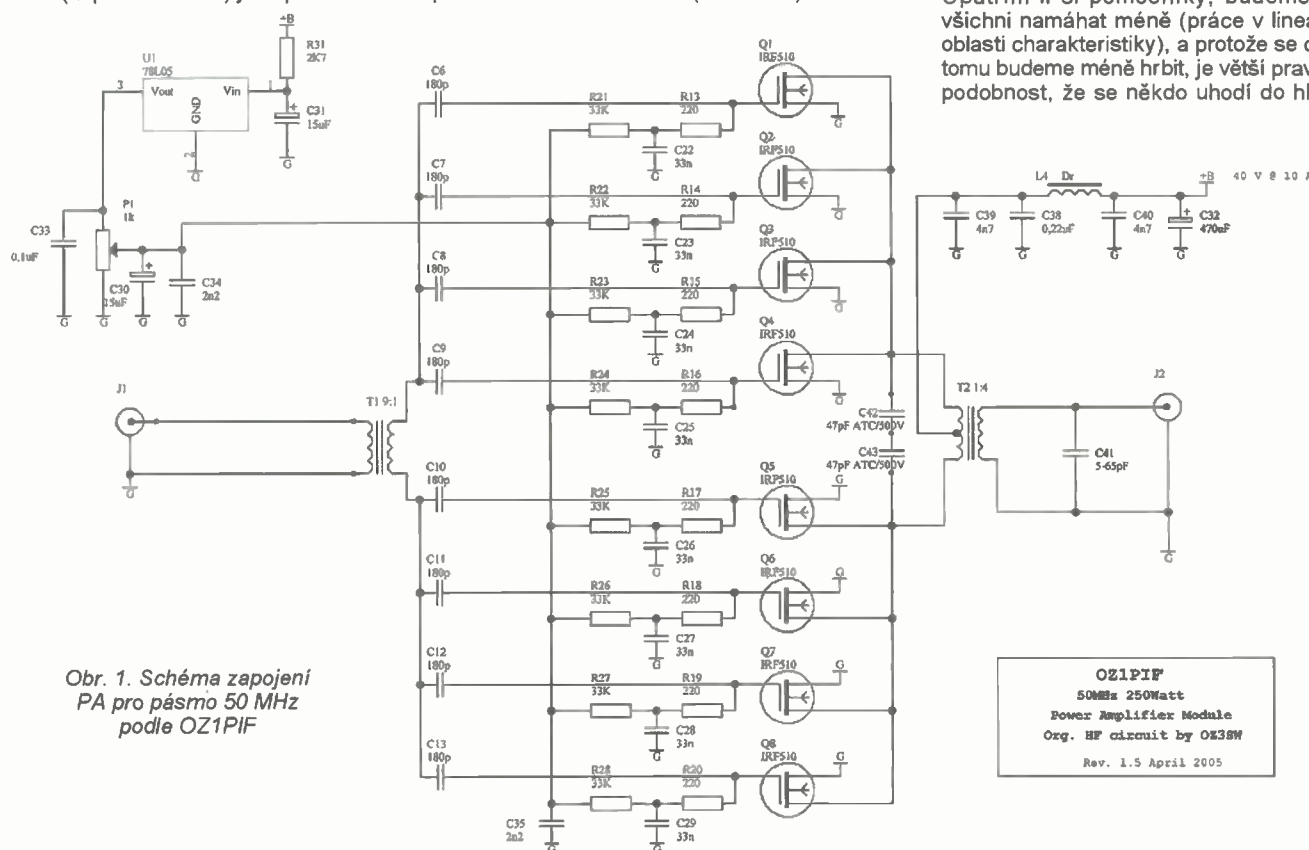 všichni namáhat méně (práce v
oblasti charakteristiky), a protože se
tomu budeme méně hrbit, je větší
podobnost, že se někdo uhodí do
+B
R31
2K7
U1
78L05
3 Vout Vin 1
GND
2
C31
15uF
G
G
P1
1k
C33
0,1uF
C30
15uF
C34
2n2
G G G G
J1
G
T1 9:1
C6
180p
R21 R13
33K 220
C22
33n
G
Q1
IRF510
G
C7
180p
R22 R14
33K 220
C23
33n
G
Q2
IRF510
G
C8
180p
R23 R15
33K 220
C24
33n
G
Q3
IRF510
G
C9
180p
R24 R16
33K 220
C25
33n
G
Q4
IRF510
G
C42
47pF ATC/500V
C43
47pF ATC/500V
C10
180p
R25 R17
33K 220
C26
33n
G
Q5
IRF510
G
C11
180p
R26 R18
33K 220
C27
33n
G
Q6
IRF510
G
C12
180p
R27 R19
33K 220
C28
33n
G
Q7
IRF510
G
C13
180p
R28 R20
33K 220
C35
2n2
G
C29
33n
G
Q8
IRF510
G
L4 Dr
+B 40 V @ 10
C39
4n7
C38
0,22uF
C40
4n7
C32
470uF
G G G G
T2 1:4
J2
C41
5-65pF
G
Obr. 1. Schéma zapojení
PA pro pásmo 50 MHz
podle OZ1PIF
OZ1PIF
50MHz 250Watt
Power Amplifier Module
Org. HF circuit by OZ3SW
Rev. 1.5 April 2005